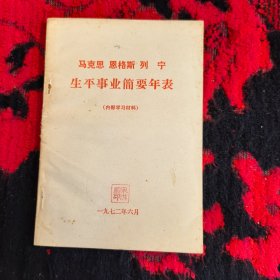 马克思 恩格斯 列 宁
生平事业简要年表
(内部学习材料)
一九七二年六月